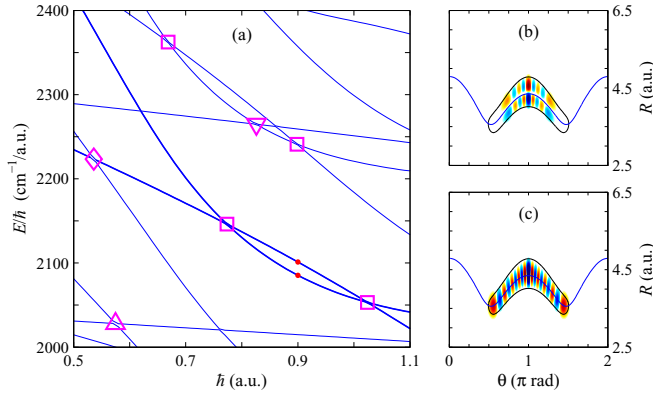 2400
2300
2200
2100
2000
E/ℏ (cm⁻¹/a.u.)
(a)
0.5
0.7
0.9
1.1
ℏ (a.u.)
(b)
6.5
4.5
2.5
R (a.u.)
(c)
6.5
4.5
2.5
R (a.u.)
0
1
2
θ (π rad)